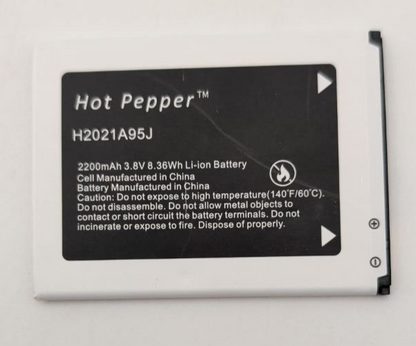 Hot Pepper™
H2021A95J
2200mAh 3.8V 8.36Wh Li-ion Battery
Cell Manufactured in China
Battery Manufactured in China
Caution: Do not expose to high temperature(140°F/60°C).
Do not disassemble. Do not allow metal objects to
contact or short circuit the battery terminals. Do not
incinerate or expose to fire. Dispose of properly.
+
-